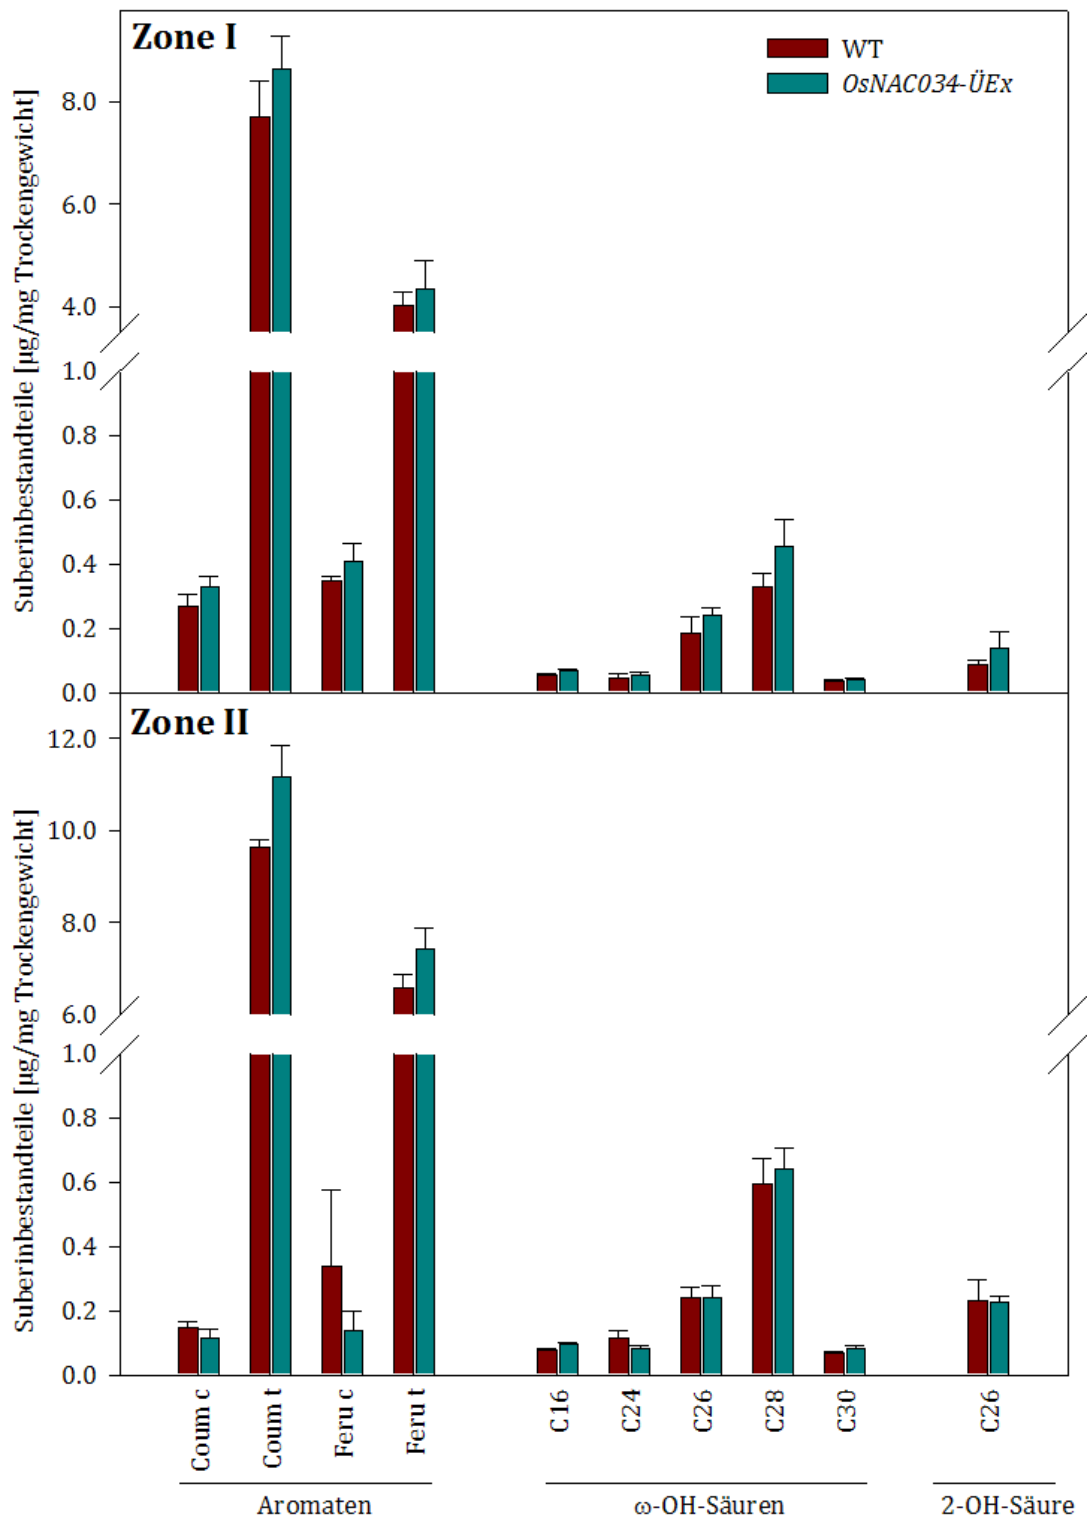 Zone I
WT
OsNAC034-ÜEx
Suberinbestandteile [µg/mg Trockengewicht]
8.0
6.0
4.0
1.0
0.8
0.6
0.4
0.2
0.0
Zone II
Suberinbestandteile [µg/mg Trockengewicht]
12.0
10.0
8.0
6.0
1.0
0.8
0.6
0.4
0.2
0.0
Coum c
Coum t
Feru c
Feru t
C16
C24
C26
C28
C30
C26
Aromaten
ω-OH-Säuren
2-OH-Säure